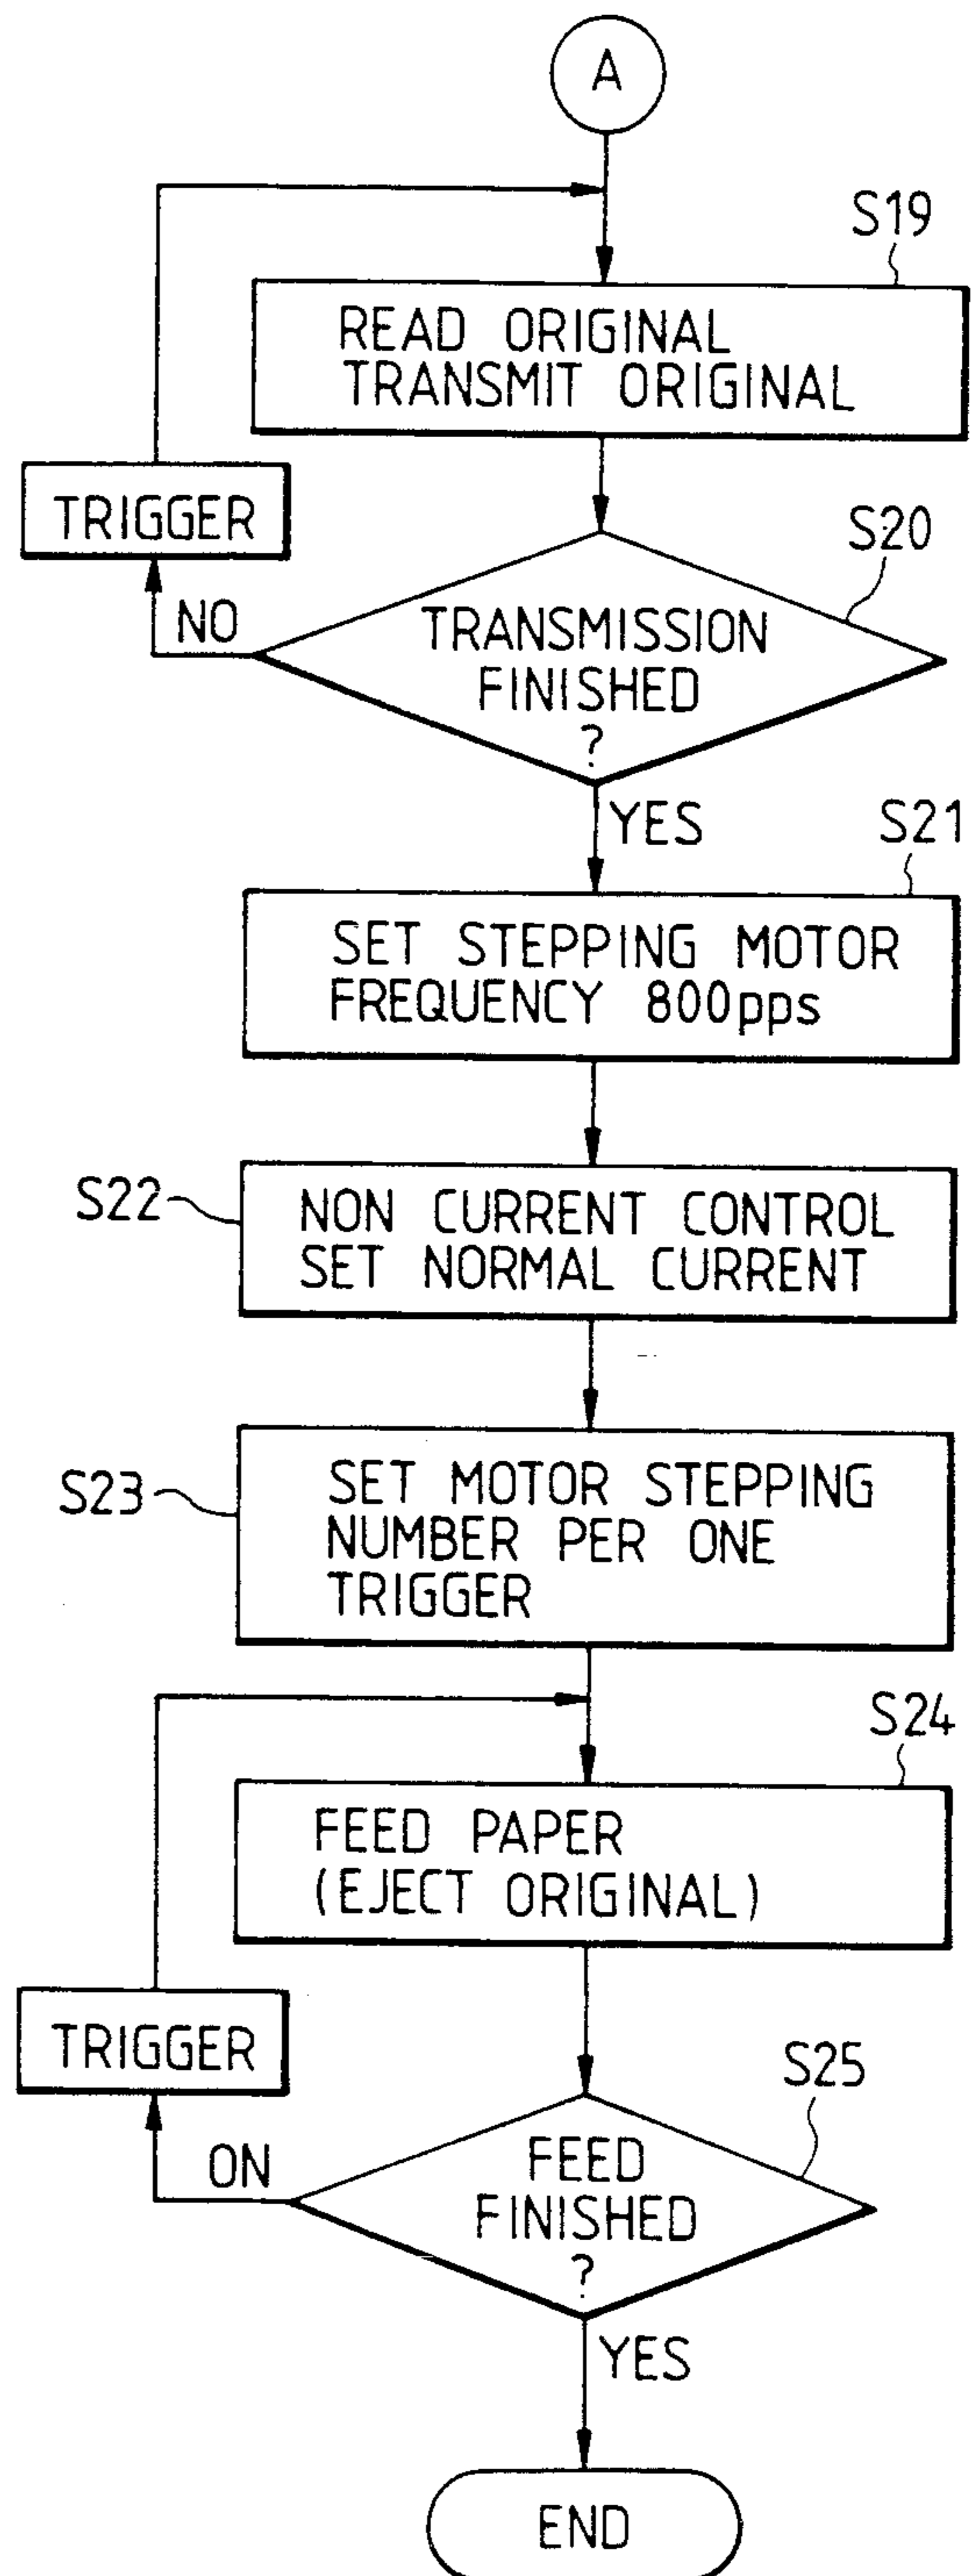 A
S19
READ ORIGINAL
TRANSMIT ORIGINAL
TRIGGER
S20
NO
TRANSMISSION
FINISHED
?
YES
S21
SET STEPPING MOTOR
FREQUENCY 800pps
S22
NON CURRENT CONTROL
SET NORMAL CURRENT
S23
SET MOTOR STEPPING
NUMBER PER ONE
TRIGGER
S24
FEED PAPER
(EJECT ORIGINAL)
TRIGGER
S25
ON
FEED
FINISHED
?
YES
END